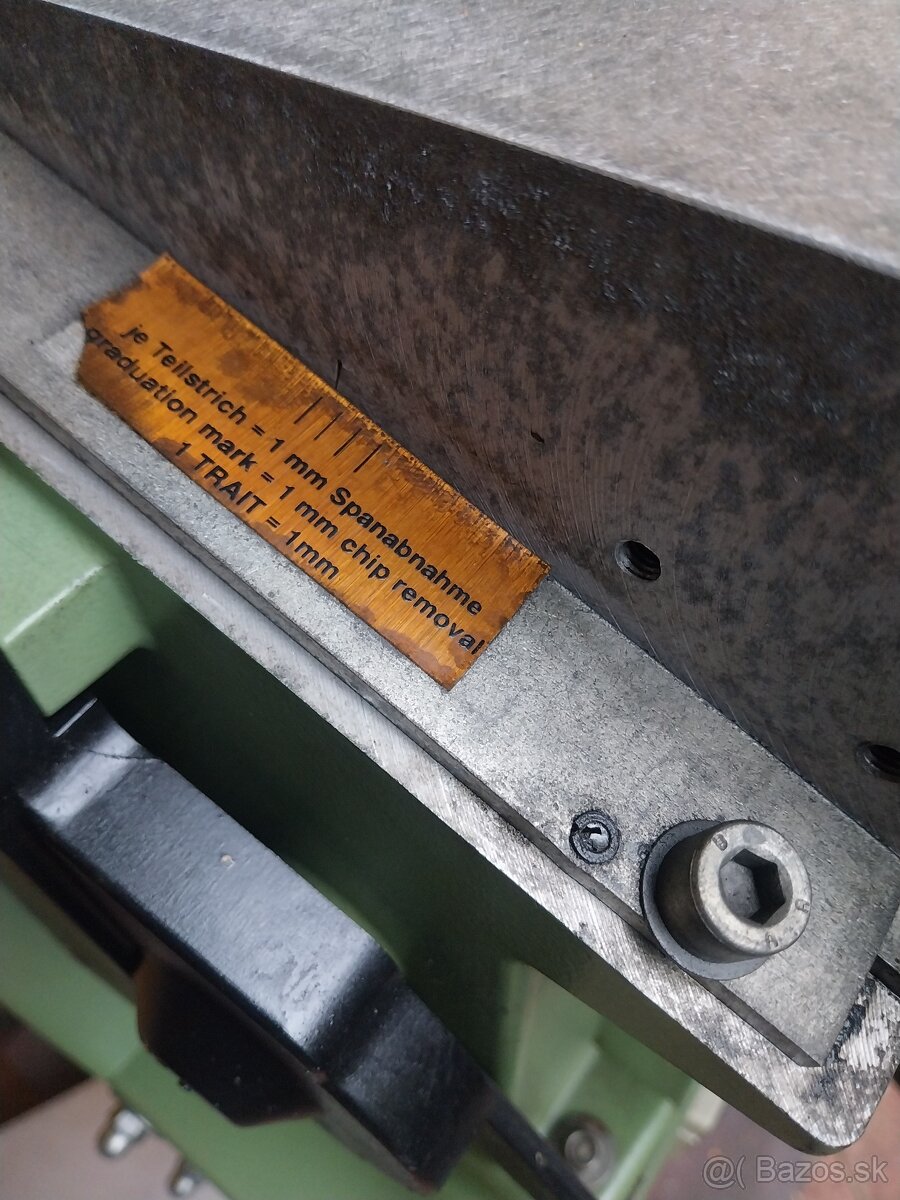 je Teilstrich = 1 mm Spanabnahme
graduation mark = 1 mm chip removal
1 TRAIT = 1mm
@( Bazos.sk